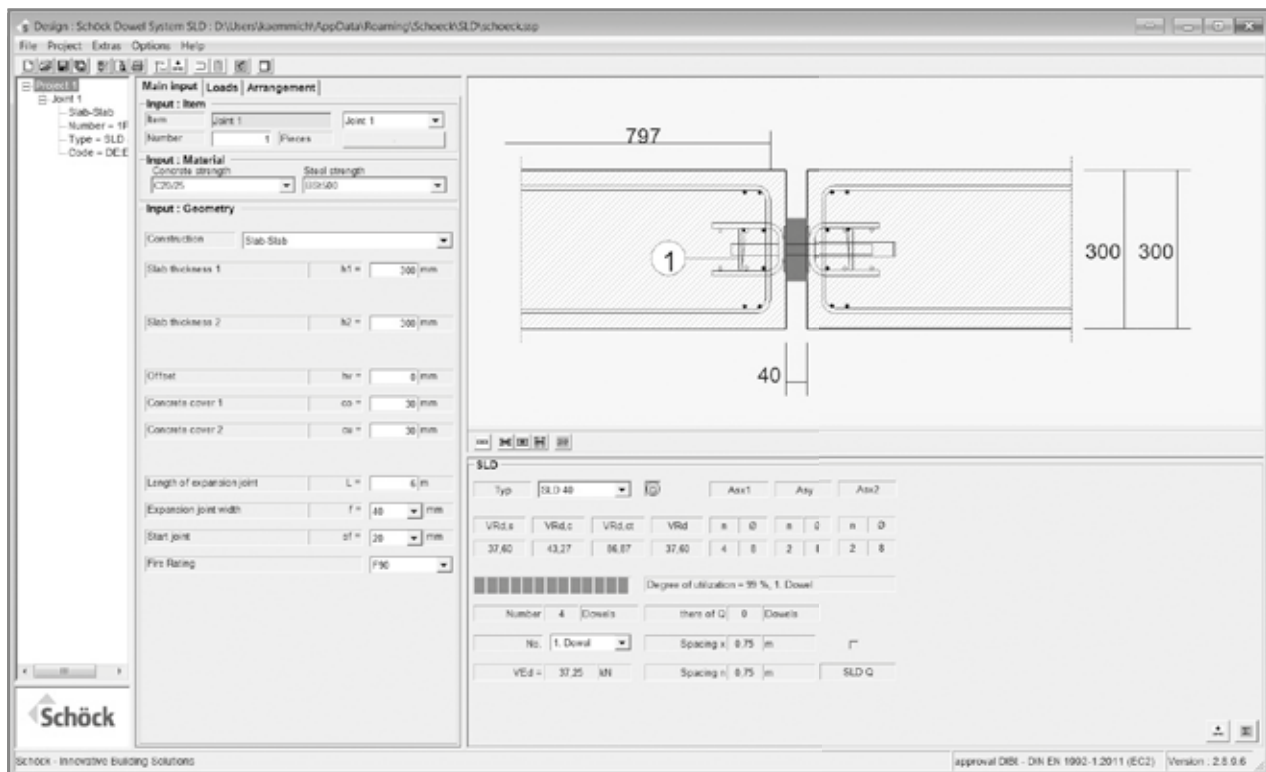 Design : Schöck Dowel System SLD : D:\Users\kaemmich\AppData\Roaming\Schoeck\SLD\schoeck.ssp
File Project Extras Options Help
Project 1
Joint 1
Slab-Slab
Number = 1
Type = SLD
Code = DE:E
Main input Loads Arrangement
Input : Item
Item Joint 1 Joint 1
Number 1 Pieces
Input : Material
Concrete strength Steel strength
C20/25
Input : Geometry
Construction Slab-Slab
Slab thickness 1 h1 = 300 mm
Slab thickness 2 h2 = 300 mm
Offset hv = 0 mm
Concrete cover 1 co = 30 mm
Concrete cover 2 cu = 30 mm
Length of expansion joint L = 6 m
Expansion joint width f = 40 mm
Start joint sf = 20 mm
Fire Rating F90
797
1
300 300
40
SLD
Typ SLD 40 Asx1 Asy Asx2
VRd,s VRd,c VRd,ct VRd n Ø n Ø n Ø
37,60 43,27 86,87 37,60 4 8 2 8 2 8
Degree of utilization = 99 %, 1. Dowel
Number 4 Dowels there of Q 0 Dowels
No. 1. Dowel Spacing x 0.75 m
VEd = 37,25 kN Spacing n 0.75 m SLD Q
Schöck
Schöck - Innovative Building Solutions approval DIBt - DIN EN 1992-1:2011 (EC2) Version : 2.8.9.6